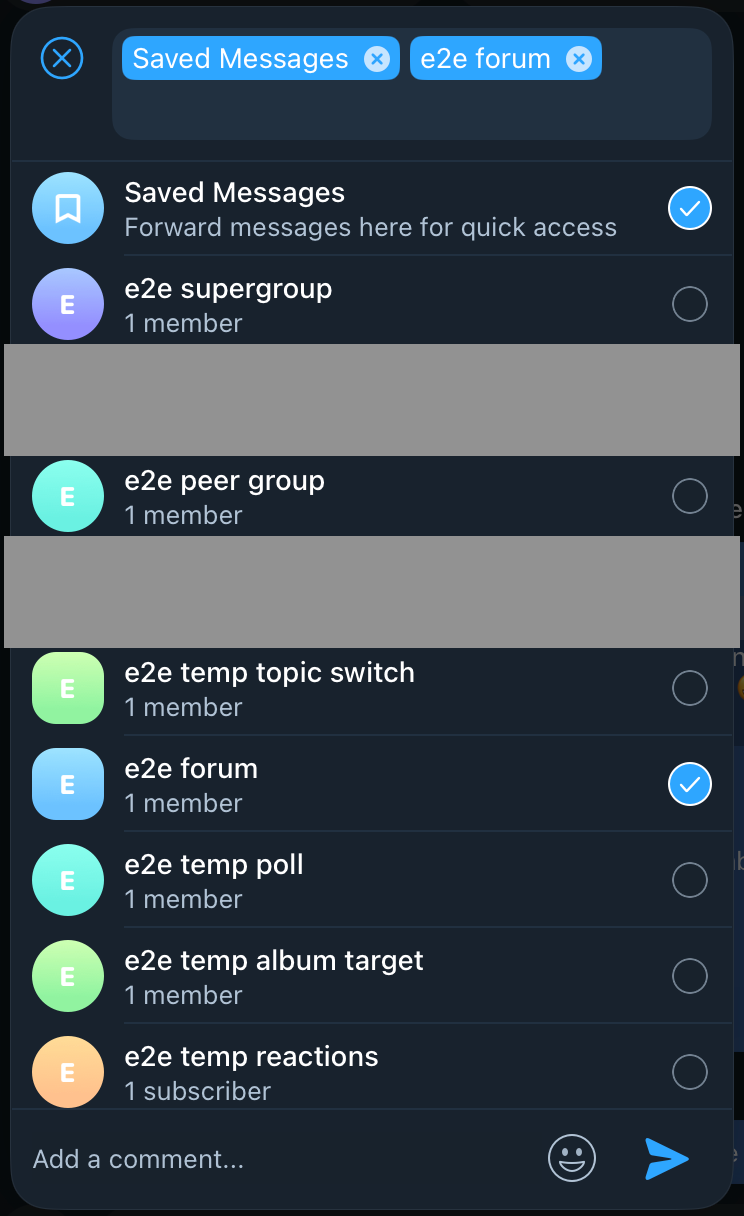 Saved Messages e2e forum
Saved Messages
Forward messages here for quick access
E
e2e supergroup
1 member
E
e2e peer group
1 member
E
e2e temp topic switch
1 member
E
e2e forum
1 member
E
e2e temp poll
1 member
E
e2e temp album target
1 member
E
e2e temp reactions
1 subscriber
Add a comment...